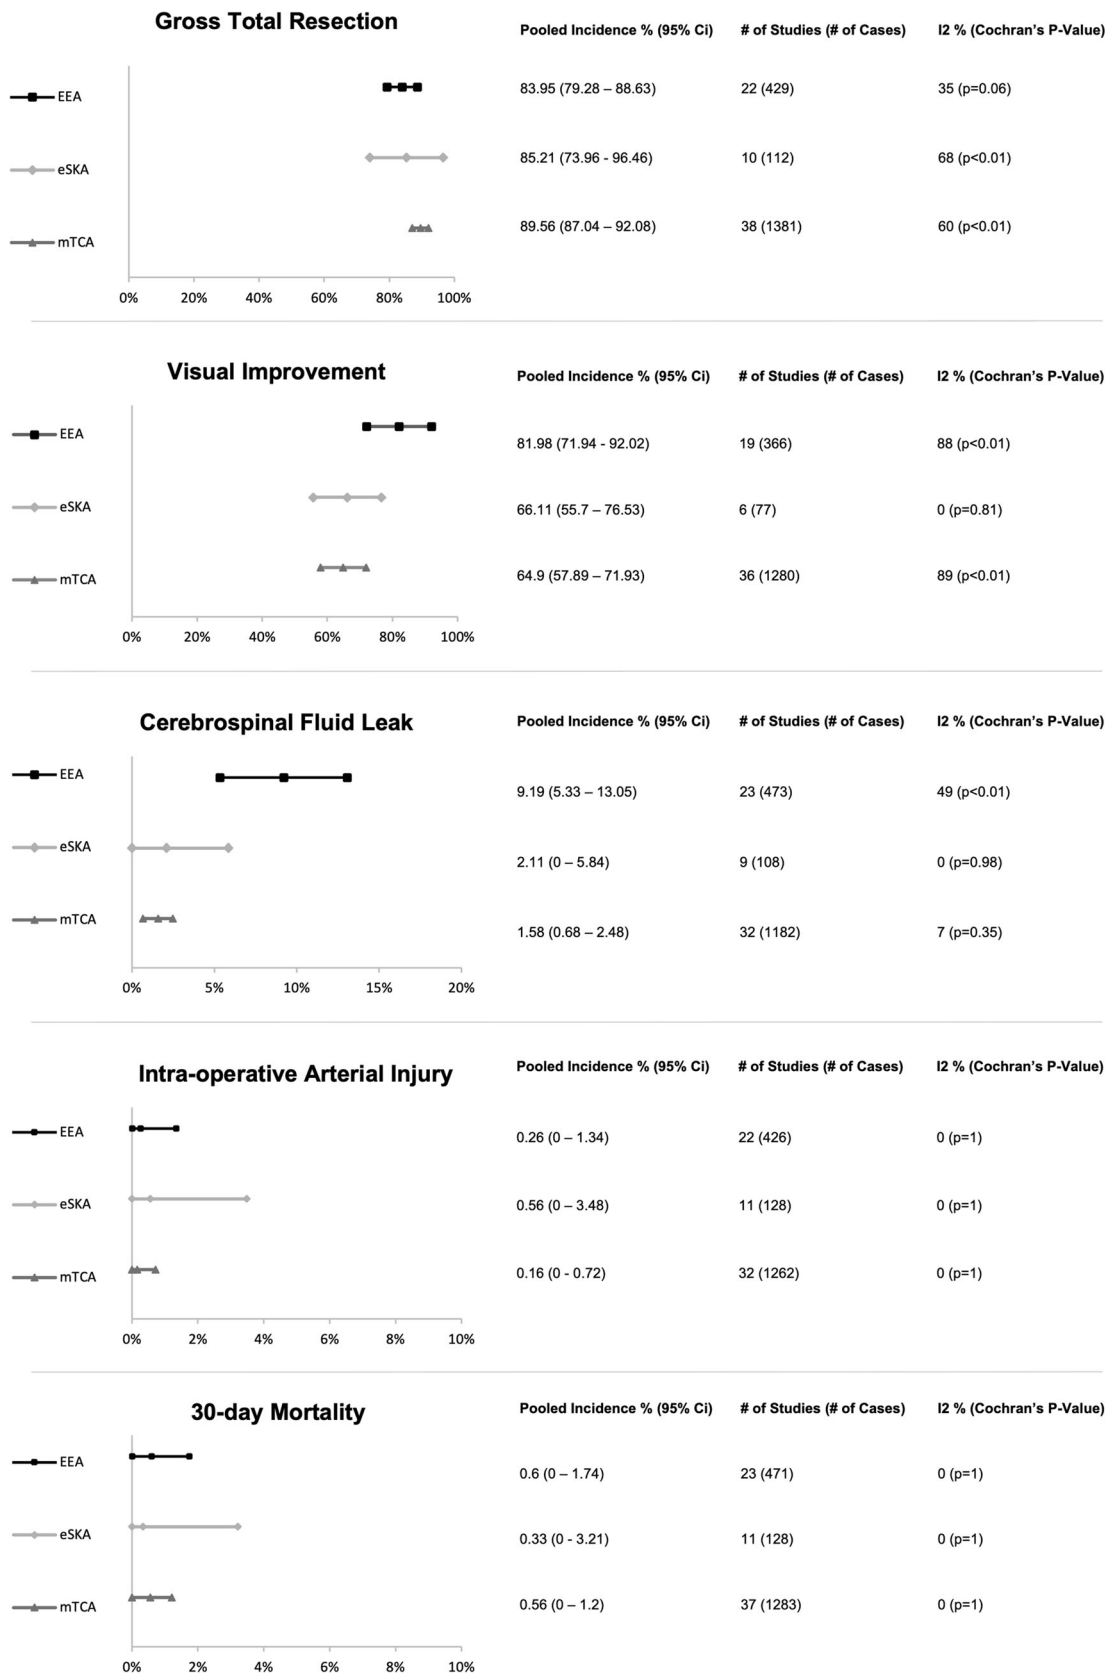 Gross Total Resection
Pooled Incidence % (95% Ci) # of Studies (# of Cases) I2 % (Cochran's P-Value)
EEA 83.95 (79.28 – 88.63) 22 (429) 35 (p=0.06)
eSKA 85.21 (73.96 - 96.46) 10 (112) 68 (p<0.01)
mTCA 89.56 (87.04 – 92.08) 38 (1381) 60 (p<0.01)
0% 20% 40% 60% 80% 100%
Visual Improvement
Pooled Incidence % (95% Ci) # of Studies (# of Cases) I2 % (Cochran's P-Value)
EEA 81.98 (71.94 - 92.02) 19 (366) 88 (p<0.01)
eSKA 66.11 (55.7 – 76.53) 6 (77) 0 (p=0.81)
mTCA 64.9 (57.89 – 71.93) 36 (1280) 89 (p<0.01)
0% 20% 40% 60% 80% 100%
Cerebrospinal Fluid Leak
Pooled Incidence % (95% Ci) # of Studies (# of Cases) I2 % (Cochran's P-Value)
EEA 9.19 (5.33 – 13.05) 23 (473) 49 (p<0.01)
eSKA 2.11 (0 – 5.84) 9 (108) 0 (p=0.98)
mTCA 1.58 (0.68 – 2.48) 32 (1182) 7 (p=0.35)
0% 5% 10% 15% 20%
Intra-operative Arterial Injury
Pooled Incidence % (95% Ci) # of Studies (# of Cases) I2 % (Cochran's P-Value)
EEA 0.26 (0 – 1.34) 22 (426) 0 (p=1)
eSKA 0.56 (0 – 3.48) 11 (128) 0 (p=1)
mTCA 0.16 (0 - 0.72) 32 (1262) 0 (p=1)
0% 2% 4% 6% 8% 10%
30-day Mortality
Pooled Incidence % (95% Ci) # of Studies (# of Cases) I2 % (Cochran's P-Value)
EEA 0.6 (0 – 1.74) 23 (471) 0 (p=1)
eSKA 0.33 (0 - 3.21) 11 (128) 0 (p=1)
mTCA 0.56 (0 – 1.2) 37 (1283) 0 (p=1)
0% 2% 4% 6% 8% 10%